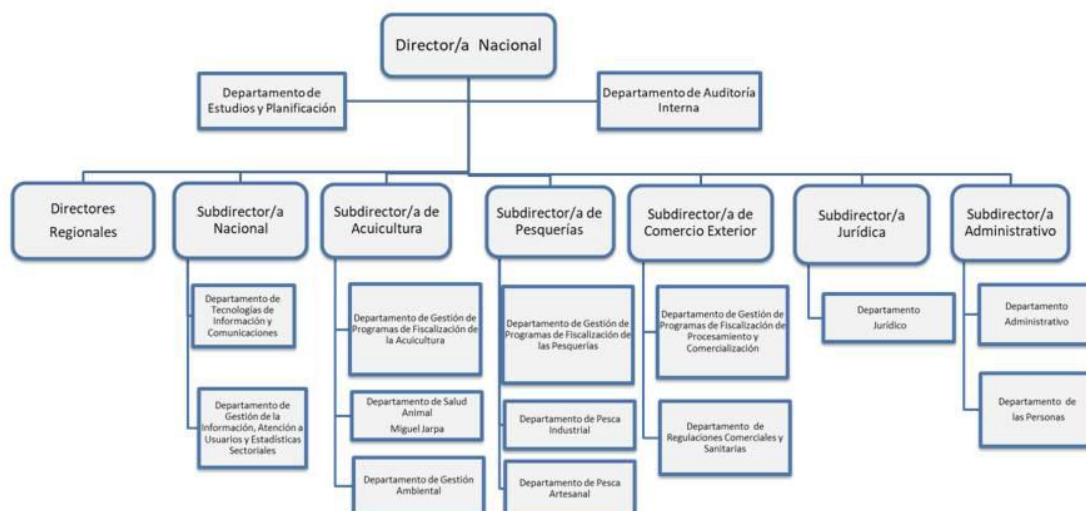 Director/a Nacional
Departamento de
Estudios y Planificación
Departamento de Auditoría
Interna
Directores
Regionales
Subdirector/a
Nacional
Subdirector/a de
Acuicultura
Subdirector/a de
Pesquerías
Subdirector/a de
Comercio Exterior
Subdirector/a
Jurídica
Subdirector/a
Administrativo
Departamento de
Tecnologías de
Información y
Comunicaciones
Departamento de
Gestión de la
Información, Atención a
Usuarios y Estadísticas
Sectoriales
Departamento de Gestión de
Programas de Fiscalización de
la Acuicultura
Departamento de Salud
Animal
Miguel Jarpa
Departamento de Gestión
Ambiental
Departamento de Gestión de
Programas de Fiscalización de
las Pesquerías
Departamento de Pesca
Industrial
Departamento de Pesca
Artesanal
Departamento de Gestión de
Programas de Fiscalización de
Procesamiento y
Comercialización
Departamento de
Regulaciones Comerciales y
Sanitarias
Departamento
Jurídico
Departamento
Administrativo
Departamento de
las Personas